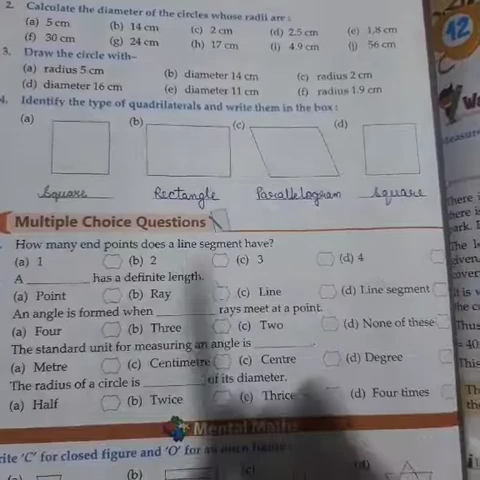 2. Calculate the diameter of the circles whose radii are :
(a) 5 cm (b) 14 cm (c) 2 cm (d) 2.5 cm (e) 1.8 cm
(f) 30 cm (g) 24 cm (h) 17 cm (i) 4.9 cm (j) 56 cm
3. Draw the circle with–
(a) radius 5 cm (b) diameter 14 cm (c) radius 2 cm
(d) diameter 16 cm (e) diameter 11 cm (f) radius 1.9 cm
4. Identify the type of quadrilaterals and write them in the box :
(a) (b) (c) (d)
Square Rectangle Parallelogram Square
Multiple Choice Questions
How many end points does a line segment have?
(a) 1 (b) 2 (c) 3 (d) 4
A ________ has a definite length.
(a) Point (b) Ray (c) Line (d) Line segment
An angle is formed when ________ rays meet at a point.
(a) Four (b) Three (c) Two (d) None of these
The standard unit for measuring an angle is ________.
(a) Metre (c) Centimetre (c) Centre (d) Degree
The radius of a circle is ________ of its diameter.
(a) Half (b) Twice (c) Thrice (d) Four times
Mental Maths
rite 'C' for closed figure and 'O' for
(b) (c) (d)
12